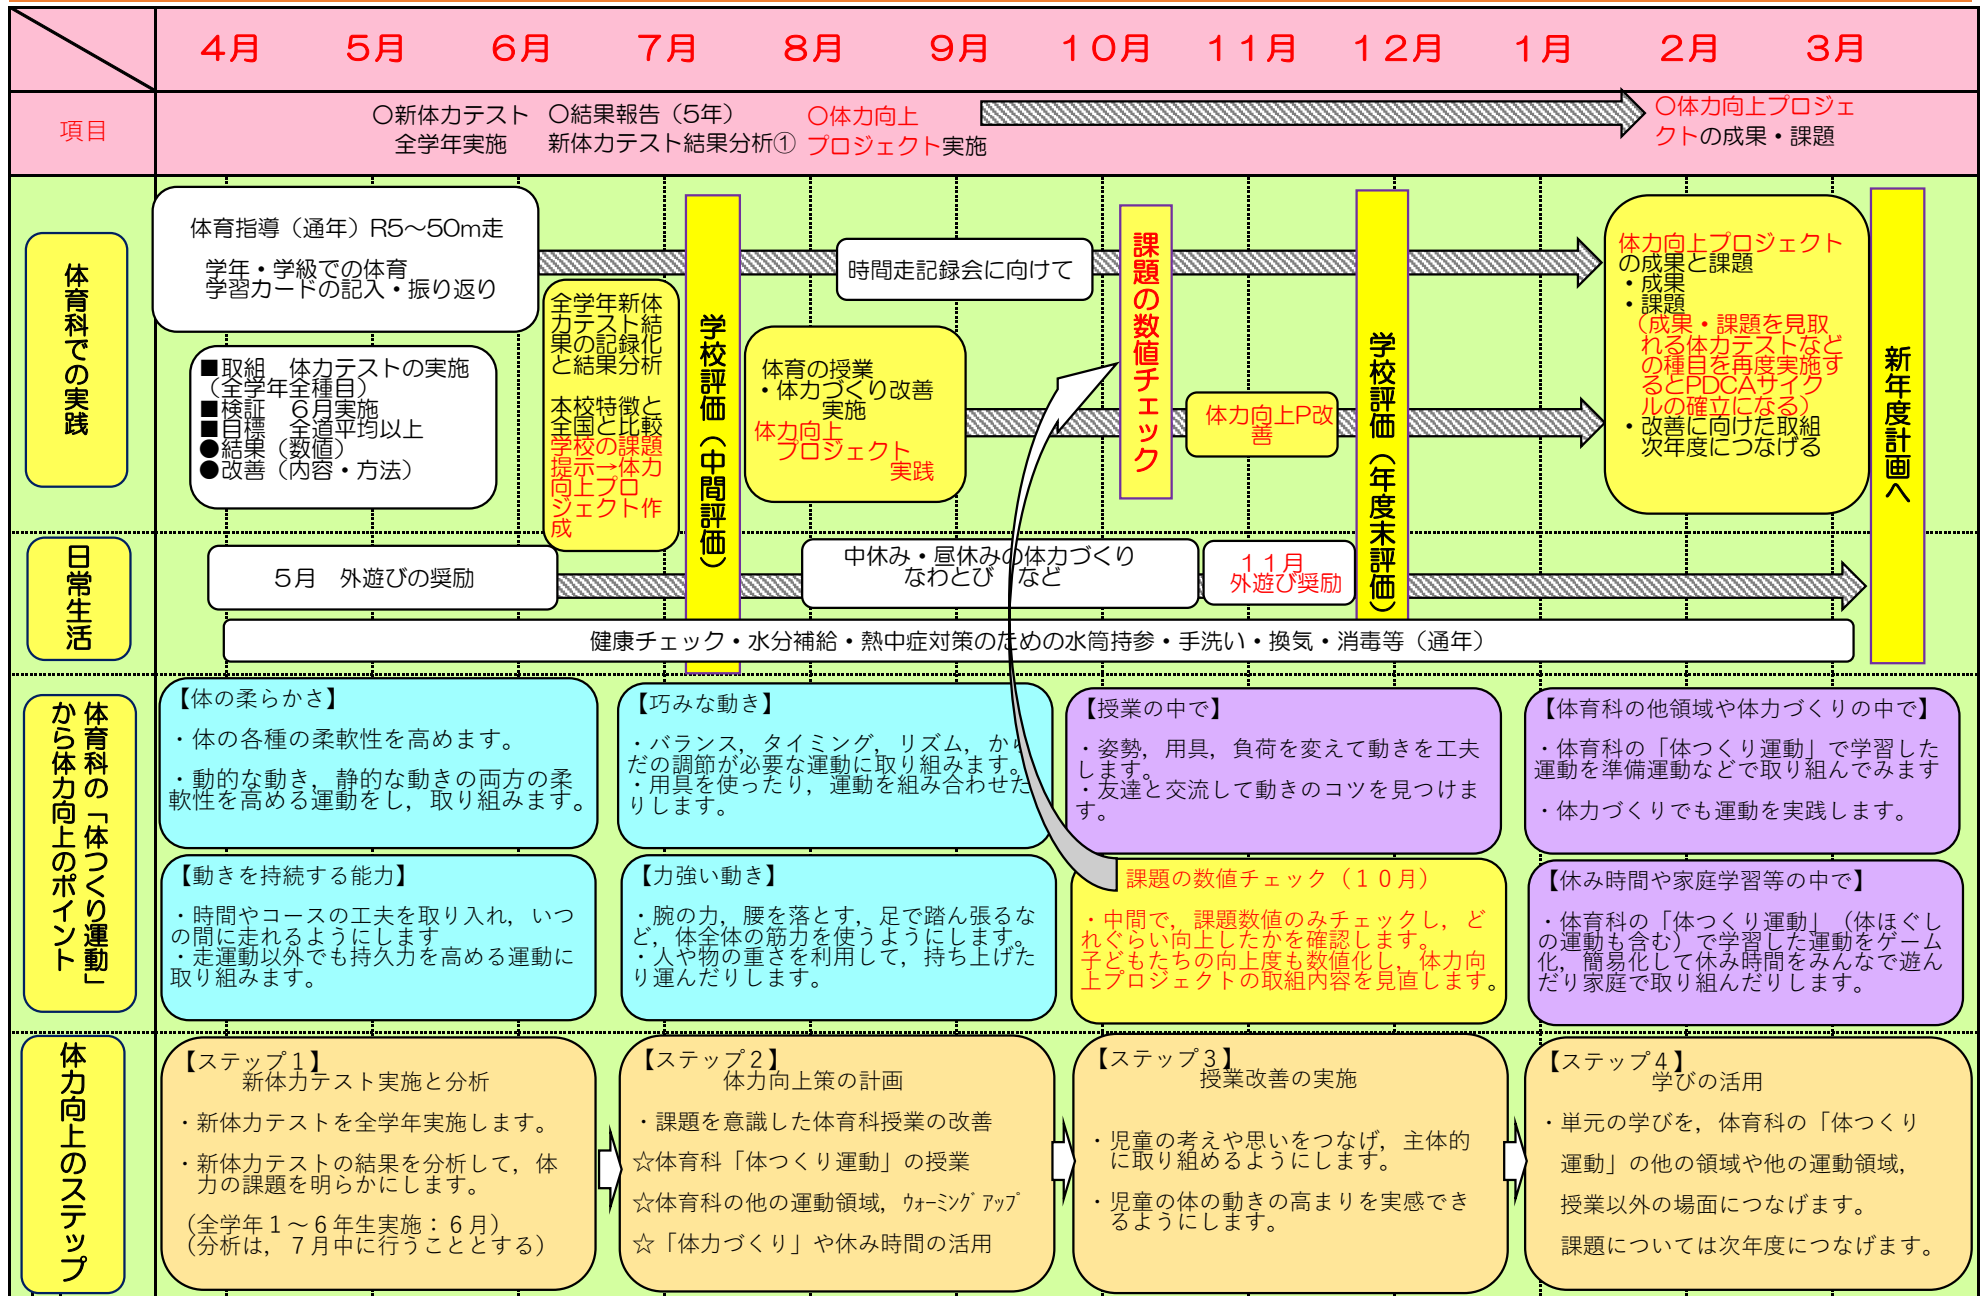 4月 5月 6月 7月 8月 9月 10月 11月 12月 1月 2月 3月
項目
○新体力テスト
全学年実施
○結果報告（5年）
新体力テスト結果分析①
○体力向上
プロジェクト実施
○体力向上プロジェ
クトの成果・課題
体育科での実践
体育指導（通年）R5～50m走
学年・学級での体育
学習カードの記入・振り返り
■取組　体力テストの実施
（全学年全種目）
■検証　６月実施
■目標　全道平均以上
●結果（数値）
●改善（内容・方法）
全学年新体
力テスト結
果の記録化
と結果分析
本校特徴と
全国と比較
学校の課題
提示→体力
向上プロ
ジェクト作
成
学校評価（中間評価）
体育の授業
・体力づくり改善
実施
体力向上
プロジェクト
実践
時間走記録会に向けて
課題の数値チェック
体力向上P改
善
学校評価（年度末評価）
体力向上プロジェクト
の成果と課題
・成果
・課題
（成果・課題を見取
れる体力テストなど
の種目を再度実施す
るとPDCAサイク
ルの確立になる）
・改善に向けた取組
次年度につなげる
新年度計画へ
日常生活
５月　外遊びの奨励
中休み・昼休みの体力づくり
なわとび　など
１１月
外遊び奨励
健康チェック・水分補給・熱中症対策のための水筒持参・手洗い・換気・消毒等（通年）
体育科の「体つくり運動」
から体力向上のポイント
【体の柔らかさ】
・体の各種の柔軟性を高めます。
・動的な動き，静的な動きの両方の柔
軟性を高める運動をし，取り組みます。
【巧みな動き】
・バランス，タイミング，リズム，から
だの調節が必要な運動に取り組みます。
・用具を使ったり，運動を組み合わせた
りします。
【授業の中で】
・姿勢，用具，負荷を変えて動きを工夫
します。
・友達と交流して動きのコツを見つけま
す。
【体育科の他領域や体力づくりの中で】
・体育科の「体つくり運動」で学習した
運動を準備運動などで取り組んでみます
・体力づくりでも運動を実践します。
【動きを持続する能力】
・時間やコースの工夫を取り入れ，いつ
の間に走れるようにします
・走運動以外でも持久力を高める運動に
取り組みます。
【力強い動き】
・腕の力，腰を落とす，足で踏ん張るな
ど，体全体の筋力を使うようにします。
・人や物の重さを利用して，持ち上げた
り運んだりします。
課題の数値チェック（１０月）
・中間で，課題数値のみチェックし，ど
れぐらい向上したかを確認します。
子どもたちの向上度も数値化し，体力向
上プロジェクトの取組内容を見直します。
【休み時間や家庭学習等の中で】
・体育科の「体つくり運動」（体ほぐし
の運動も含む）で学習した運動をゲーム
化，簡易化して休み時間をみんなで遊ん
だり家庭で取り組んだりします。
体力向上のステップ
【ステップ１】
新体力テスト実施と分析
・新体力テストを全学年実施します。
・新体力テストの結果を分析して，体
力の課題を明らかにします。
（全学年１～６年生実施：６月）
（分析は，７月中に行うこととする）
【ステップ２】
体力向上策の計画
・課題を意識した体育科授業の改善
☆体育科「体つくり運動」の授業
☆体育科の他の運動領域，ｳｫｰﾐﾝｸﾞｱｯﾌﾟ
☆「体力づくり」や休み時間の活用
【ステップ３】
授業改善の実施
・児童の考えや思いをつなげ，主体的
に取り組めるようにします。
・児童の体の動きの高まりを実感でき
るようにします。
【ステップ４】
学びの活用
・単元の学びを，体育科の「体つくり
運動」の他の領域や他の運動領域，
授業以外の場面につなげます。
課題については次年度につなげます。